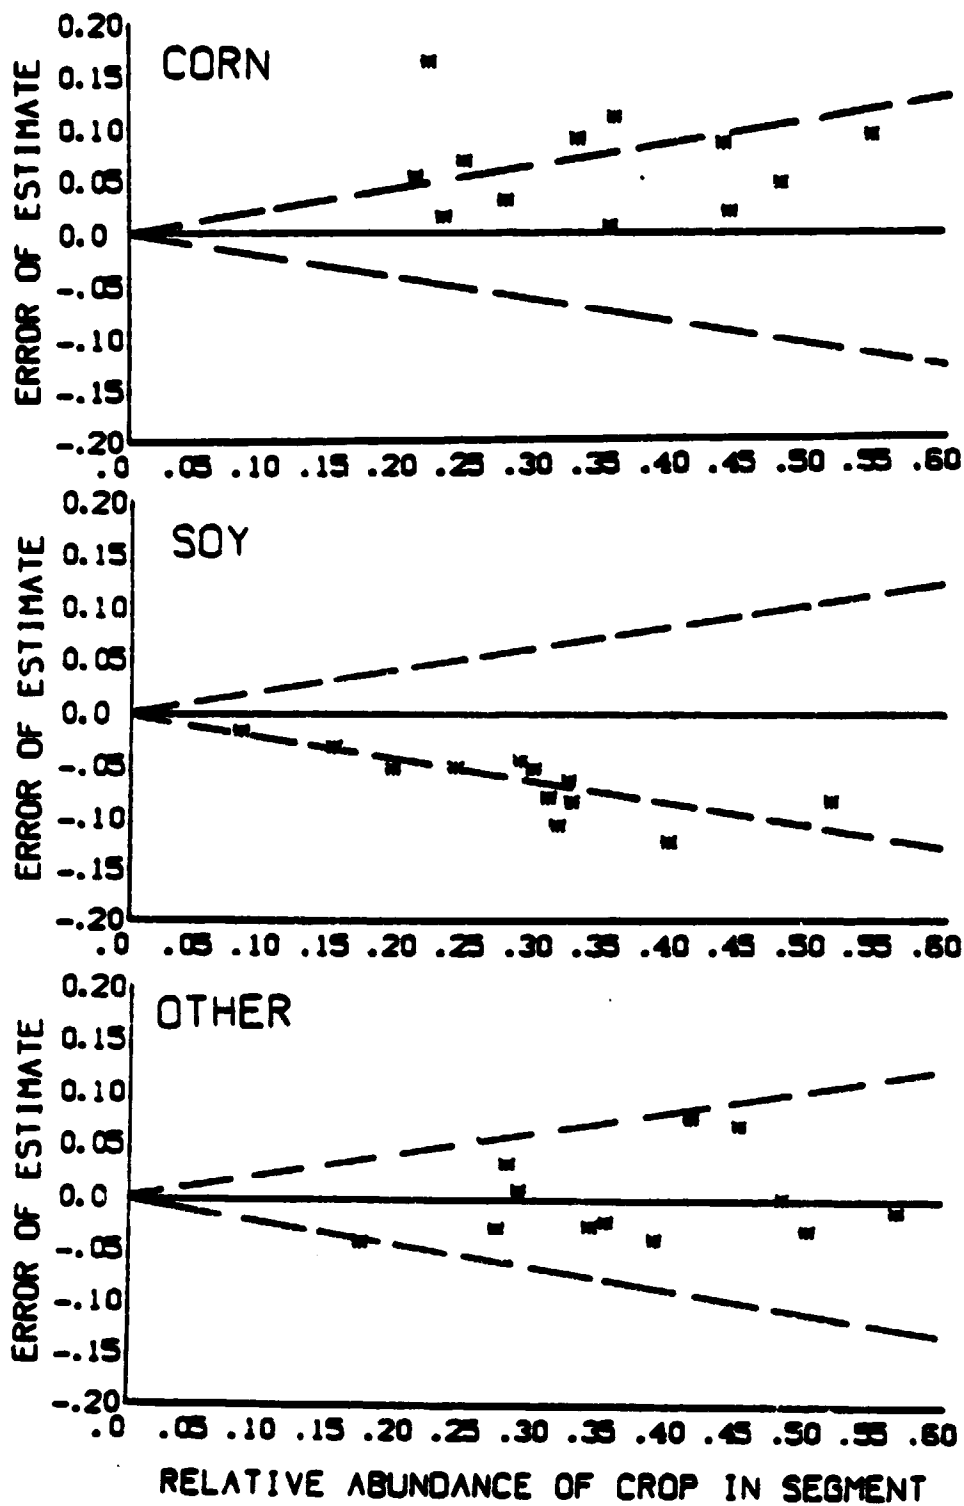 CORN
ERROR OF ESTIMATE
0.20
0.15
0.10
0.05
0.0
-.05
-.10
-.15
-.20
.0 .05 .10 .15 .20 .25 .30 .35 .40 .45 .50 .55 .60
SOY
ERROR OF ESTIMATE
0.20
0.15
0.10
0.05
0.0
-.05
-.10
-.15
-.20
.0 .05 .10 .15 .20 .25 .30 .35 .40 .45 .50 .55 .60
OTHER
ERROR OF ESTIMATE
0.20
0.15
0.10
0.05
0.0
-.05
-.10
-.15
-.20
.0 .05 .10 .15 .20 .25 .30 .35 .40 .45 .50 .55 .60
RELATIVE ABUNDANCE OF CROP IN SEGMENT